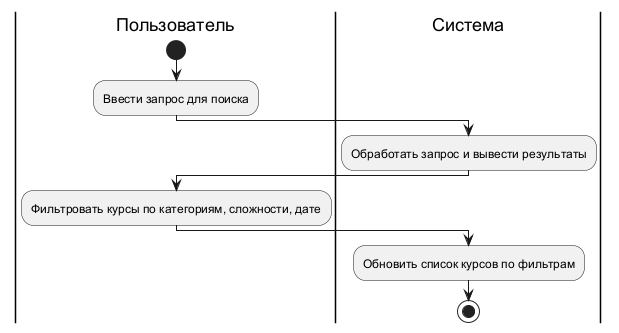 Пользователь
Система
Ввести запрос для поиска
Обработать запрос и вывести результаты
Фильтровать курсы по категориям, сложности, дате
Обновить список курсов по фильтрам